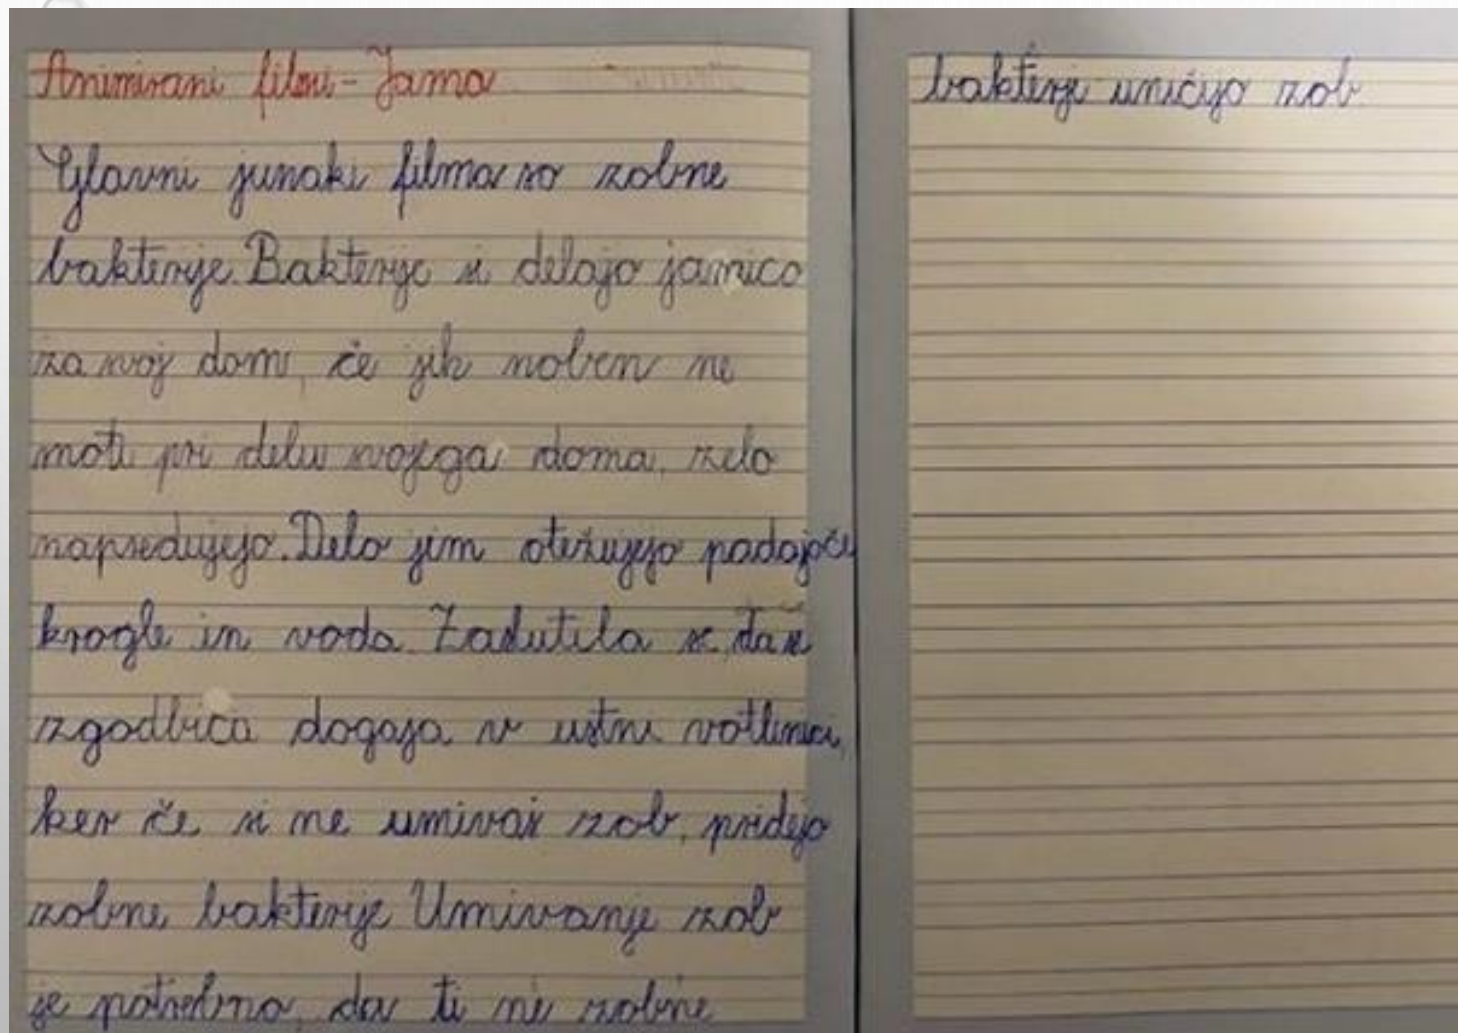 Animirani film - Jama
Glavni junaki filma so zobne
bakterije. Bakterije si delajo jamico
za svoj dom, če jih noben ne
moti pri delu svojega doma, zelo
napredujejo. Delo jim otežujejo padajoči
krogle in voda. Začutila se, da se
zgodbica dogaja v ustni votlini,
ker če si ne umivaš zob, pridejo
zobne bakterije. Umivanje zob
je potrebno, da ti ne zobne
bakterije uničijo zob